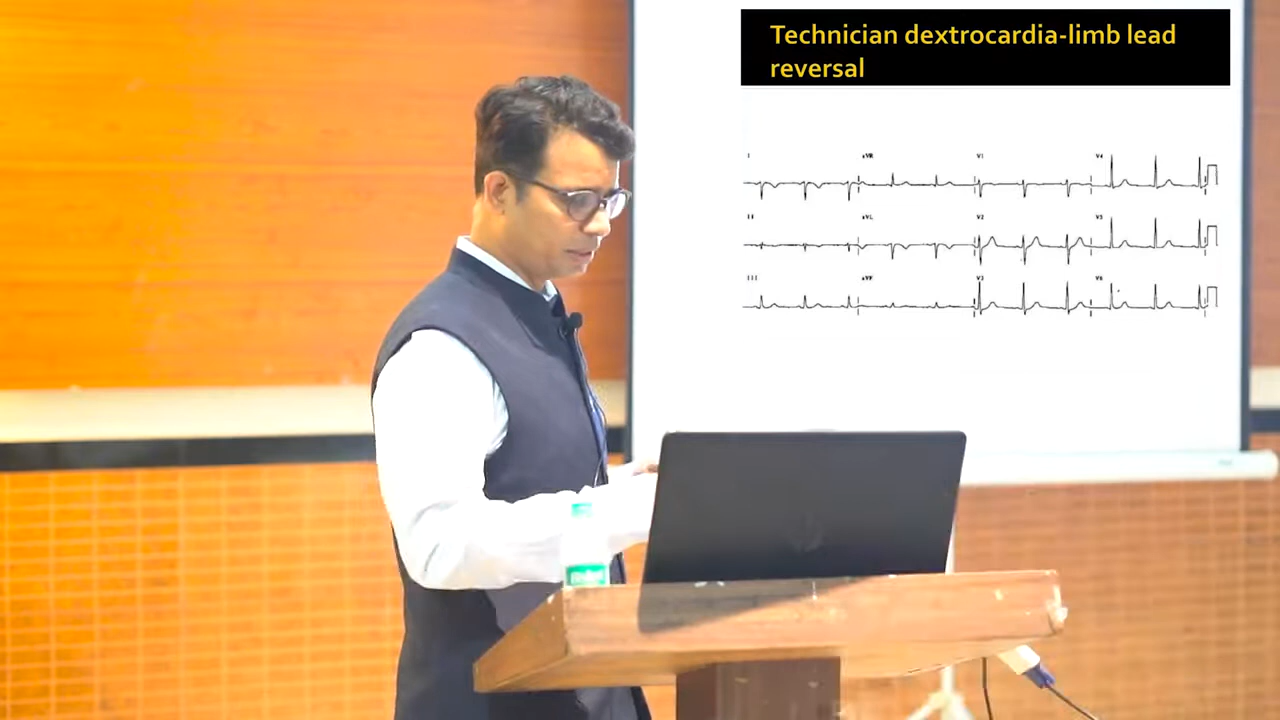 Technician dextrocardia-limb lead
reversal
I aVR V1 V4
II aVL V2 V5
III aVF V3 V6